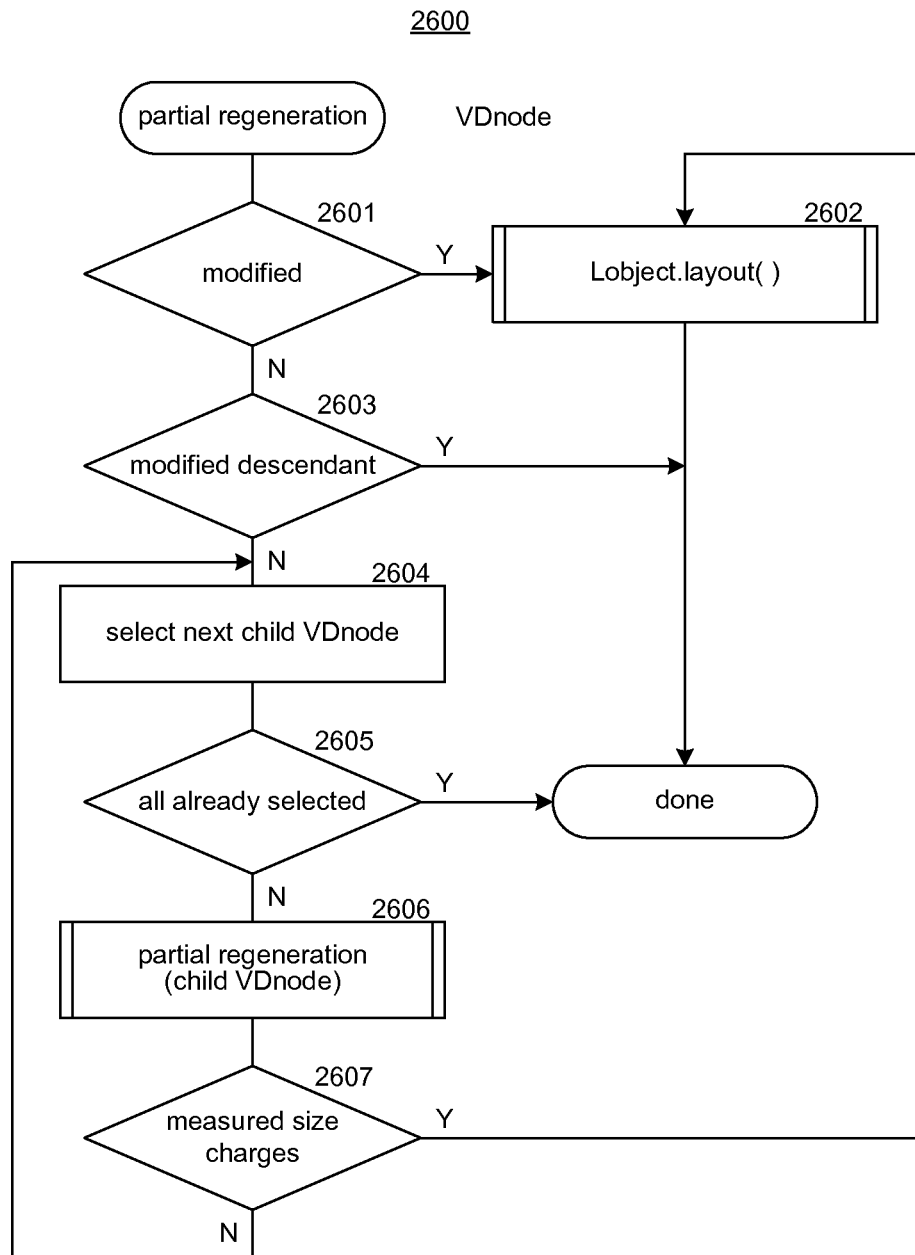 2600
partial regeneration
VDnode
2601
modified
Y
N
2602
Lobject.layout( )
2603
modified descendant
Y
N
2604
select next child VDnode
2605
all already selected
Y
N
done
2606
partial regeneration
(child VDnode)
2607
measured size
charges
Y
N